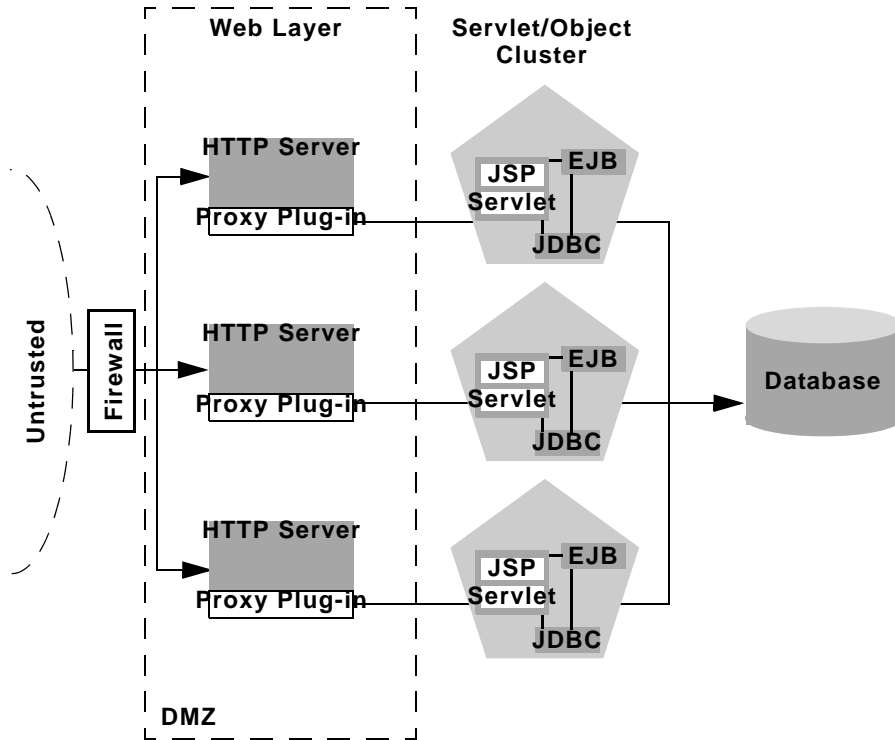 Web Layer
Servlet/Object
Cluster
HTTP Server
Proxy Plug-in
JSP
Servlet
EJB
JDBC
Untrusted
Firewall
HTTP Server
Proxy Plug-in
JSP
Servlet
EJB
JDBC
Database
HTTP Server
Proxy Plug-in
JSP
Servlet
EJB
JDBC
DMZ